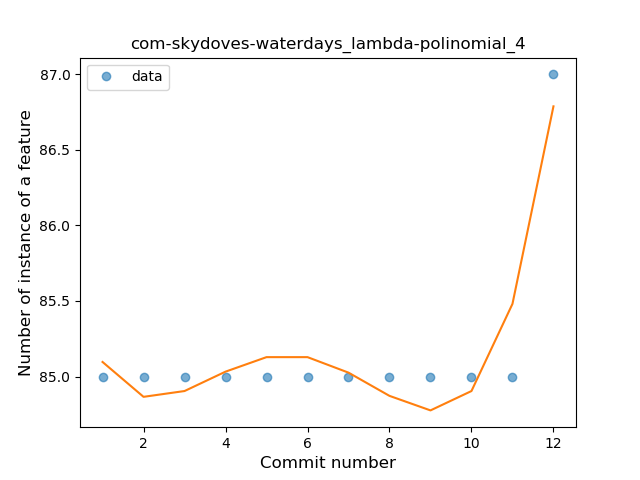 com-skydoves-waterdays_lambda-polinomial_4
data
Number of instance of a feature
87.0
86.5
86.0
85.5
85.0
2 4 6 8 10 12
Commit number